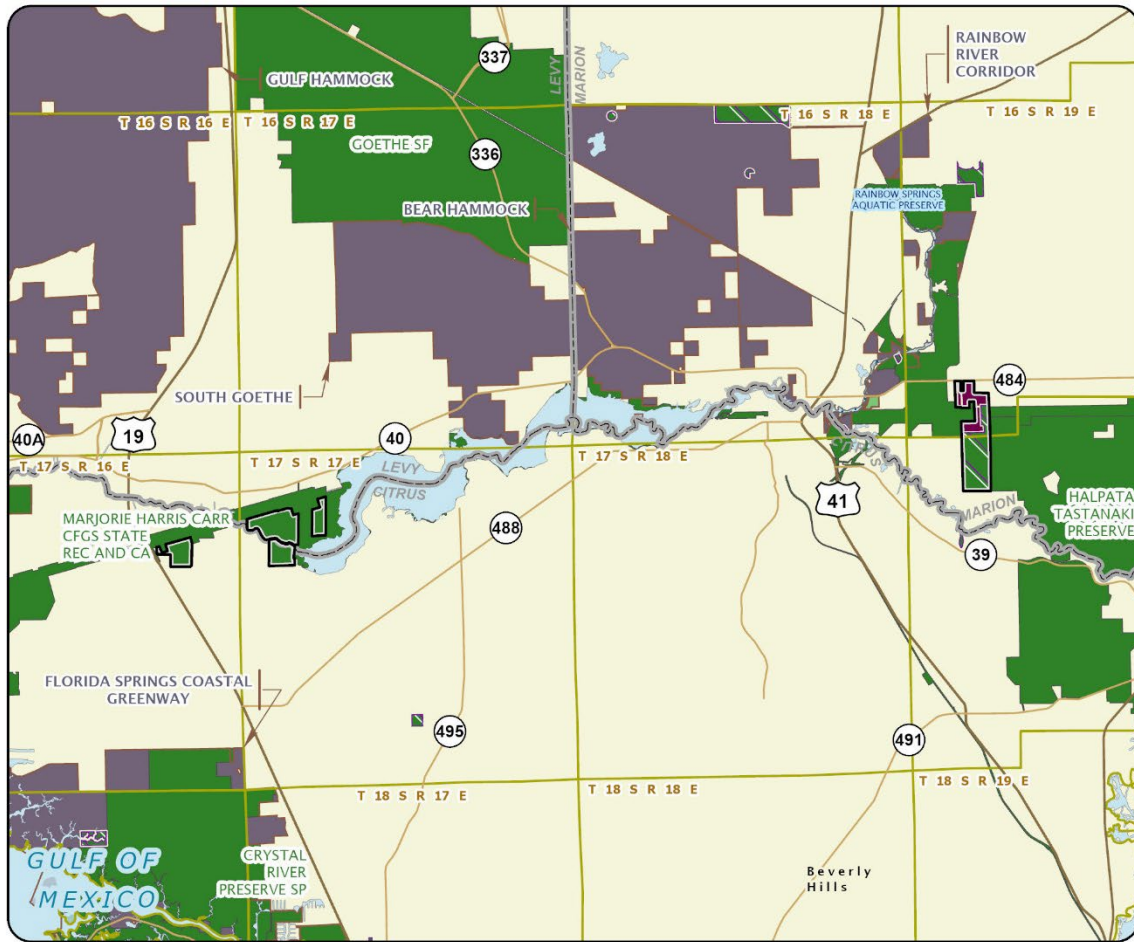 337
RAINBOW
RIVER
CORRIDOR
GULF HAMMOCK
LEVY
MARION
T 16 S R 16 E
T 16 S R 17 E
T 16 S R 18 E
T 16 S R 19 E
GOETHE SF
336
BEAR HAMMOCK
RAINBOW SPRINGS
AQUATIC PRESERVE
SOUTH GOETHE
484
40A
19
40
T 17 S R 16 E
T 17 S R 17 E
T 17 S R 18 E
LEVY
CITRUS
CITRUS
MARION
41
488
39
MARJORIE HARRIS CARR
CFGS STATE
REC AND CA
HALPATA
TASTANAKI
PRESERVE
FLORIDA SPRINGS COASTAL
GREENWAY
495
491
T 18 S R 17 E
T 18 S R 18 E
T 18 S R 19 E
GULF OF
MEXICO
CRYSTAL
RIVER
PRESERVE SP
Beverly
Hills